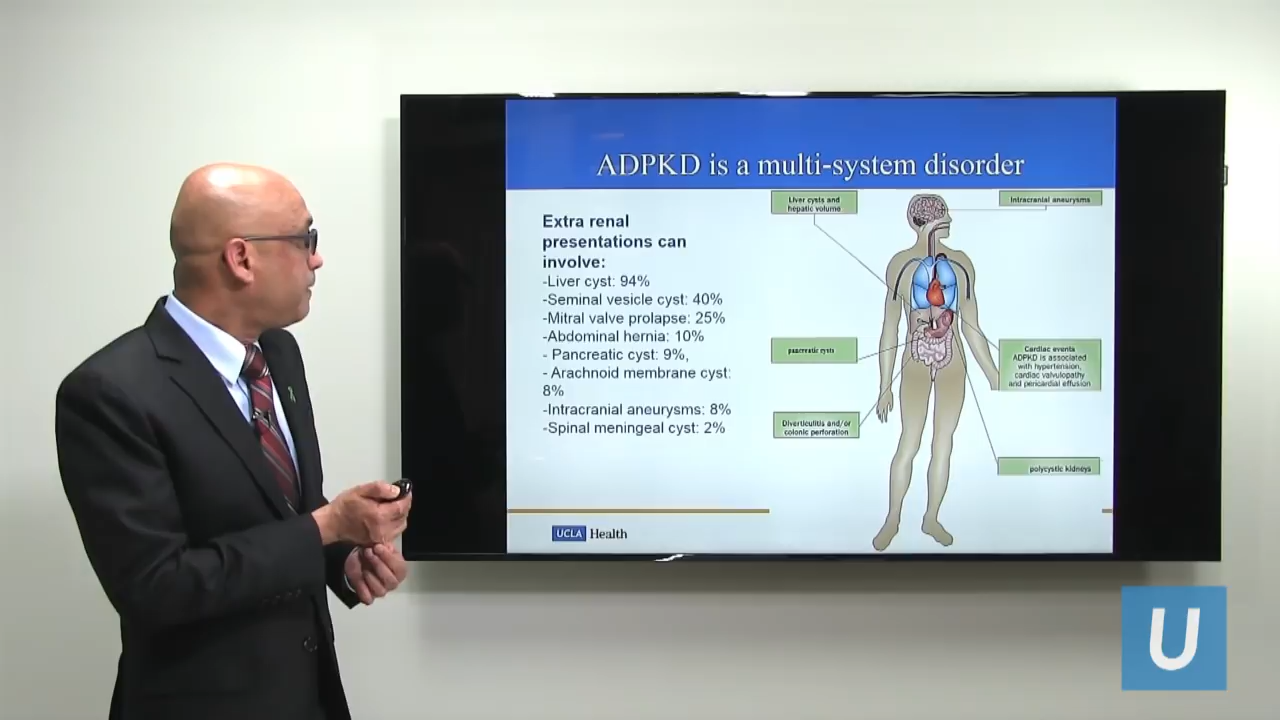 ADPKD is a multi-system disorder
Extra renal
presentations can
involve:
-Liver cyst: 94%
-Seminal vesicle cyst: 40%
-Mitral valve prolapse: 25%
-Abdominal hernia: 10%
- Pancreatic cyst: 9%,
- Arachnoid membrane cyst:
8%
-Intracranial aneurysms: 8%
-Spinal meningeal cyst: 2%
Liver cysts and
hepatic volume
Intracranial aneurysms
pancreatic cysts
Cardiac events
ADPKD is associated
with hypertension,
cardiac valvulopathy
and pericardial effusion
Diverticulitis and/or
colonic perforation
polycystic kidneys
UCLA Health
U